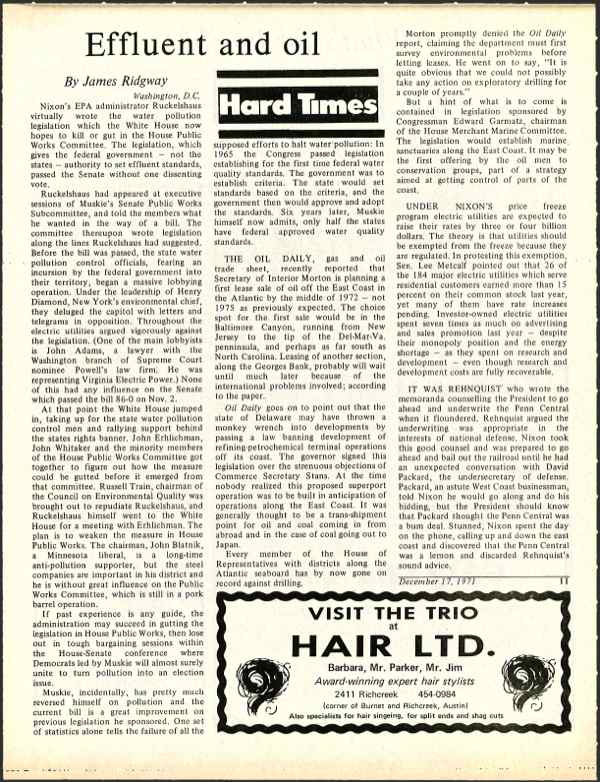 Effluent and oil
By James Ridgway
Washington, D.C.
Nixon's EPA administrator Ruckelshaus
virtually wrote the water pollution
legislation which the White House now
hopes to kill or gut in the House Public
Works Committee. The legislation, which
gives the federal government – not the
states – authority to set effluent standards,
passed the Senate without one dissenting
vote.
Ruckelshaus had appeared at executive
sessions of Muskie's Senate Public Works
Subcommittee, and told the members what
he wanted in the way of a bill. The
committee thereupon wrote legislation
along the lines Ruckelshaus had suggested.
Before the bill was passed, the state water
pollution control officials, fearing an
incursion by the federal government into
their territory, began a massive lobbying
operation. Under the leadership of Henry
Diamond, New York's environmental chief,
they deluged the capitol with letters and
telegrams in opposition. Throughout the
electric utilities argued vigorously against
the legislation. (One of the main lobbyists
is John Adams, a lawyer with the
Washington branch of Supreme Court
nominee Powell's law firm. He was
representing Virginia Electric Power.) None
of this had any influence on the Senate
which passed the bill 86-0 on Nov. 2.
At that point the White House jumped
in, taking up for the state water pollution
control men and rallying support behind
the states rights banner. John Erhlichman,
John Whitaker and the minority members
of the House Public Works Committee got
together to figure out how the measure
could be gutted before it emerged from
that committee. Russell Train, chairman of
the Council on Environmental Quality was
brought out to repudiate Ruckelshaus, and
Ruckelshaus himself went to the White
House for a meeting with Erhlichman. The
plan is to weaken the measure in House
Public Works. The chairman, John Blatnik,
a Minnesota liberal, is a long-time
anti-pollution supporter, but the steel
companies are important in his district and
he is without great influence on the Public
Works Committee, which is still in a pork
barrel operation.
If past experience is any guide, the
administration may succeed in gutting the
legislation in House Public Works, then lose
out in tough bargaining sessions within
the House-Senate conference where
Democrats led by Muskie will almost surely
unite to turn pollution into an election
issue.
Muskie, incidentally, has pretty much
reversed himself on pollution and the
current bill is a great improvement on
previous legislation he sponsored. One set
of statistics alone tells the failure of all the
Hard Times
supposed efforts to halt water pollution: In
1965 the Congress passed legislation
establishing for the first time federal water
quality standards. The government was to
establish criteria. The state would set
standards based on the criteria, and the
government then would approve and adopt
the standards. Six years later, Muskie
himself now admits, only half the states
have federal approved water quality
standards.
THE OIL DAILY, gas and oil
trade sheet, recently reported that
Secretary of Interior Morton is planning a
first lease sale of oil off the East Coast in
the Atlantic by the middle of 1972 – not
1975 as previously expected. The choice
spot for the first sale would be in the
Baltimore Canyon, running from New
Jersey to the tip of the Del-Mar-Va.
penninsula, and perhaps as far south as
North Carolina. Leasing of another section,
along the Georges Bank, probably will wait
until much later because of the
international problems involved; according
to the paper.
Oil Daily goes on to point out that the
state of Delaware may have thrown a
monkey wrench into developments by
passing a law banning development of
refining-petrochemical terminal operations
off its coast. The governor signed this
legislation over the strenuous objections of
Commerce Secretary Stans. At the time
nobody realized this proposed superport
operation was to be built in anticipation of
operations along the East Coast. It was
generally thought to be a trans-shipment
point for oil and coal coming in from
abroad and in the case of coal going out to
Japan.
Every member of the House of
Representatives with districts along the
Atlantic seaboard has by now gone on
record against drilling.
Morton promptly denied the Oil Daily
report, claiming the department must first
survey environmental problems before
letting leases. He went on to say, "It is
quite obvious that we could not possibly
take any action on exploratory drilling for
a couple of years."
But a hint of what is to come is
contained in legislation sponsored by
Congressman Edward Garmatz, chairman
of the House Merchant Marine Committee.
The legislation would establish marine
sanctuaries along the East Coast. It may be
the first offering by the oil men to
conservation groups, part of a strategy
aimed at getting control of parts of the
coast.
UNDER NIXON'S price freeze
program electric utilities are expected to
raise their rates by three or four billion
dollars. The theory is that utilities should
be exempted from the freeze because they
are regulated. In protesting this exemption,
Sen. Lee Metcalf pointed out that 26 of
the 184 major electric utilities which serve
residential customers earned more than 15
percent on their common stock last year,
yet many of them have rate increases
pending. Investor-owned electric utilities
spent seven times as much on advertising
and sales promotion last year – despite
their monopoly position and the energy
shortage – as they spent on research and
development – even though research and
development costs are fully recoverable.
IT WAS REHNQUIST who wrote the
memoranda counselling the President to go
ahead and underwrite the Penn Central
when it floundered. Rehnquist argued the
underwriting was appropriate in the
interests of national defense. Nixon took
this good counsel and was prepared to go
ahead and bail out the railroad until he had
an unexpected conversation with David
Packard, the undersecretary of defense.
Packard, an astute West Coast businessman,
told Nixon he would go along and do his
bidding, but the President should know
that Packard thought the Penn Central was
a bum deal. Stunned, Nixon spent the day
on the phone, calling up and down the east
coast and discovered that the Penn Central
was a lemon and discarded Rehnquist's
sound advice.
December 17, 1971 11
VISIT THE TRIO
at
HAIR LTD.
Barbara, Mr. Parker, Mr. Jim
Award-winning expert hair stylists
2411 Richcreek 454-0984
(corner of Burnet and Richcreek, Austin)
Also specialists for hair singeing, for split ends and shag cuts